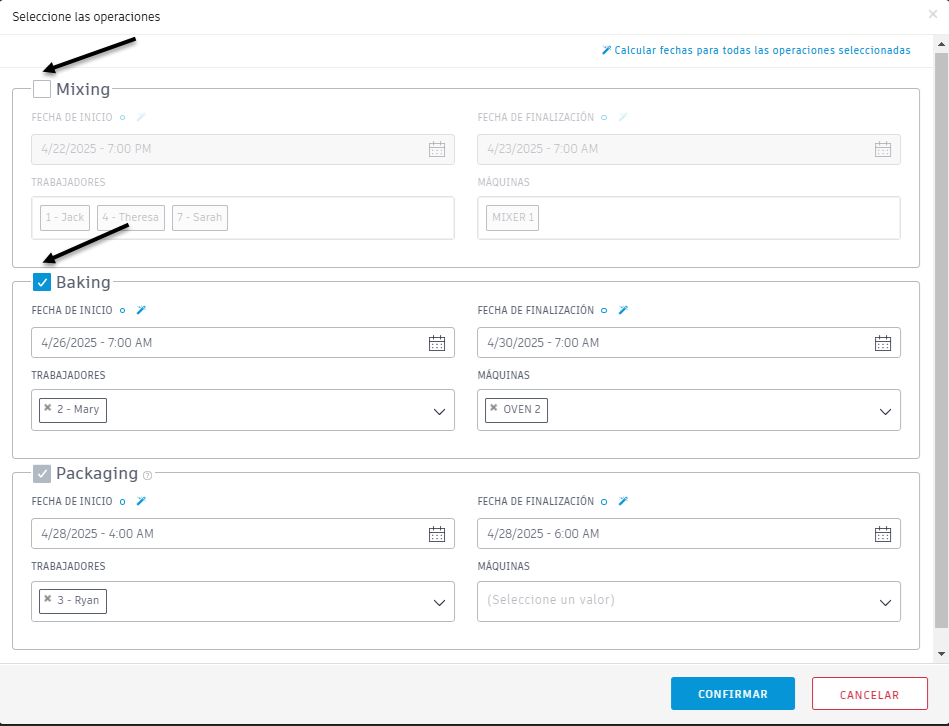 Seleccione las operaciones
Calcular fechas para todas las operaciones seleccionadas
Mixing
FECHA DE INICIO
FECHA DE FINALIZACIÓN
4/22/2025 - 7:00 PM
4/23/2025 - 7:00 AM
TRABAJADORES
MÁQUINAS
1 - Jack 4 - Theresa 7 - Sarah
MIXER 1
Baking
FECHA DE INICIO
FECHA DE FINALIZACIÓN
4/26/2025 - 7:00 AM
4/30/2025 - 7:00 AM
TRABAJADORES
MÁQUINAS
2 - Mary
OVEN 2
Packaging
FECHA DE INICIO
FECHA DE FINALIZACIÓN
4/28/2025 - 4:00 AM
4/28/2025 - 6:00 AM
TRABAJADORES
MÁQUINAS
3 - Ryan
(Seleccione un valor)
CONFIRMAR
CANCELAR